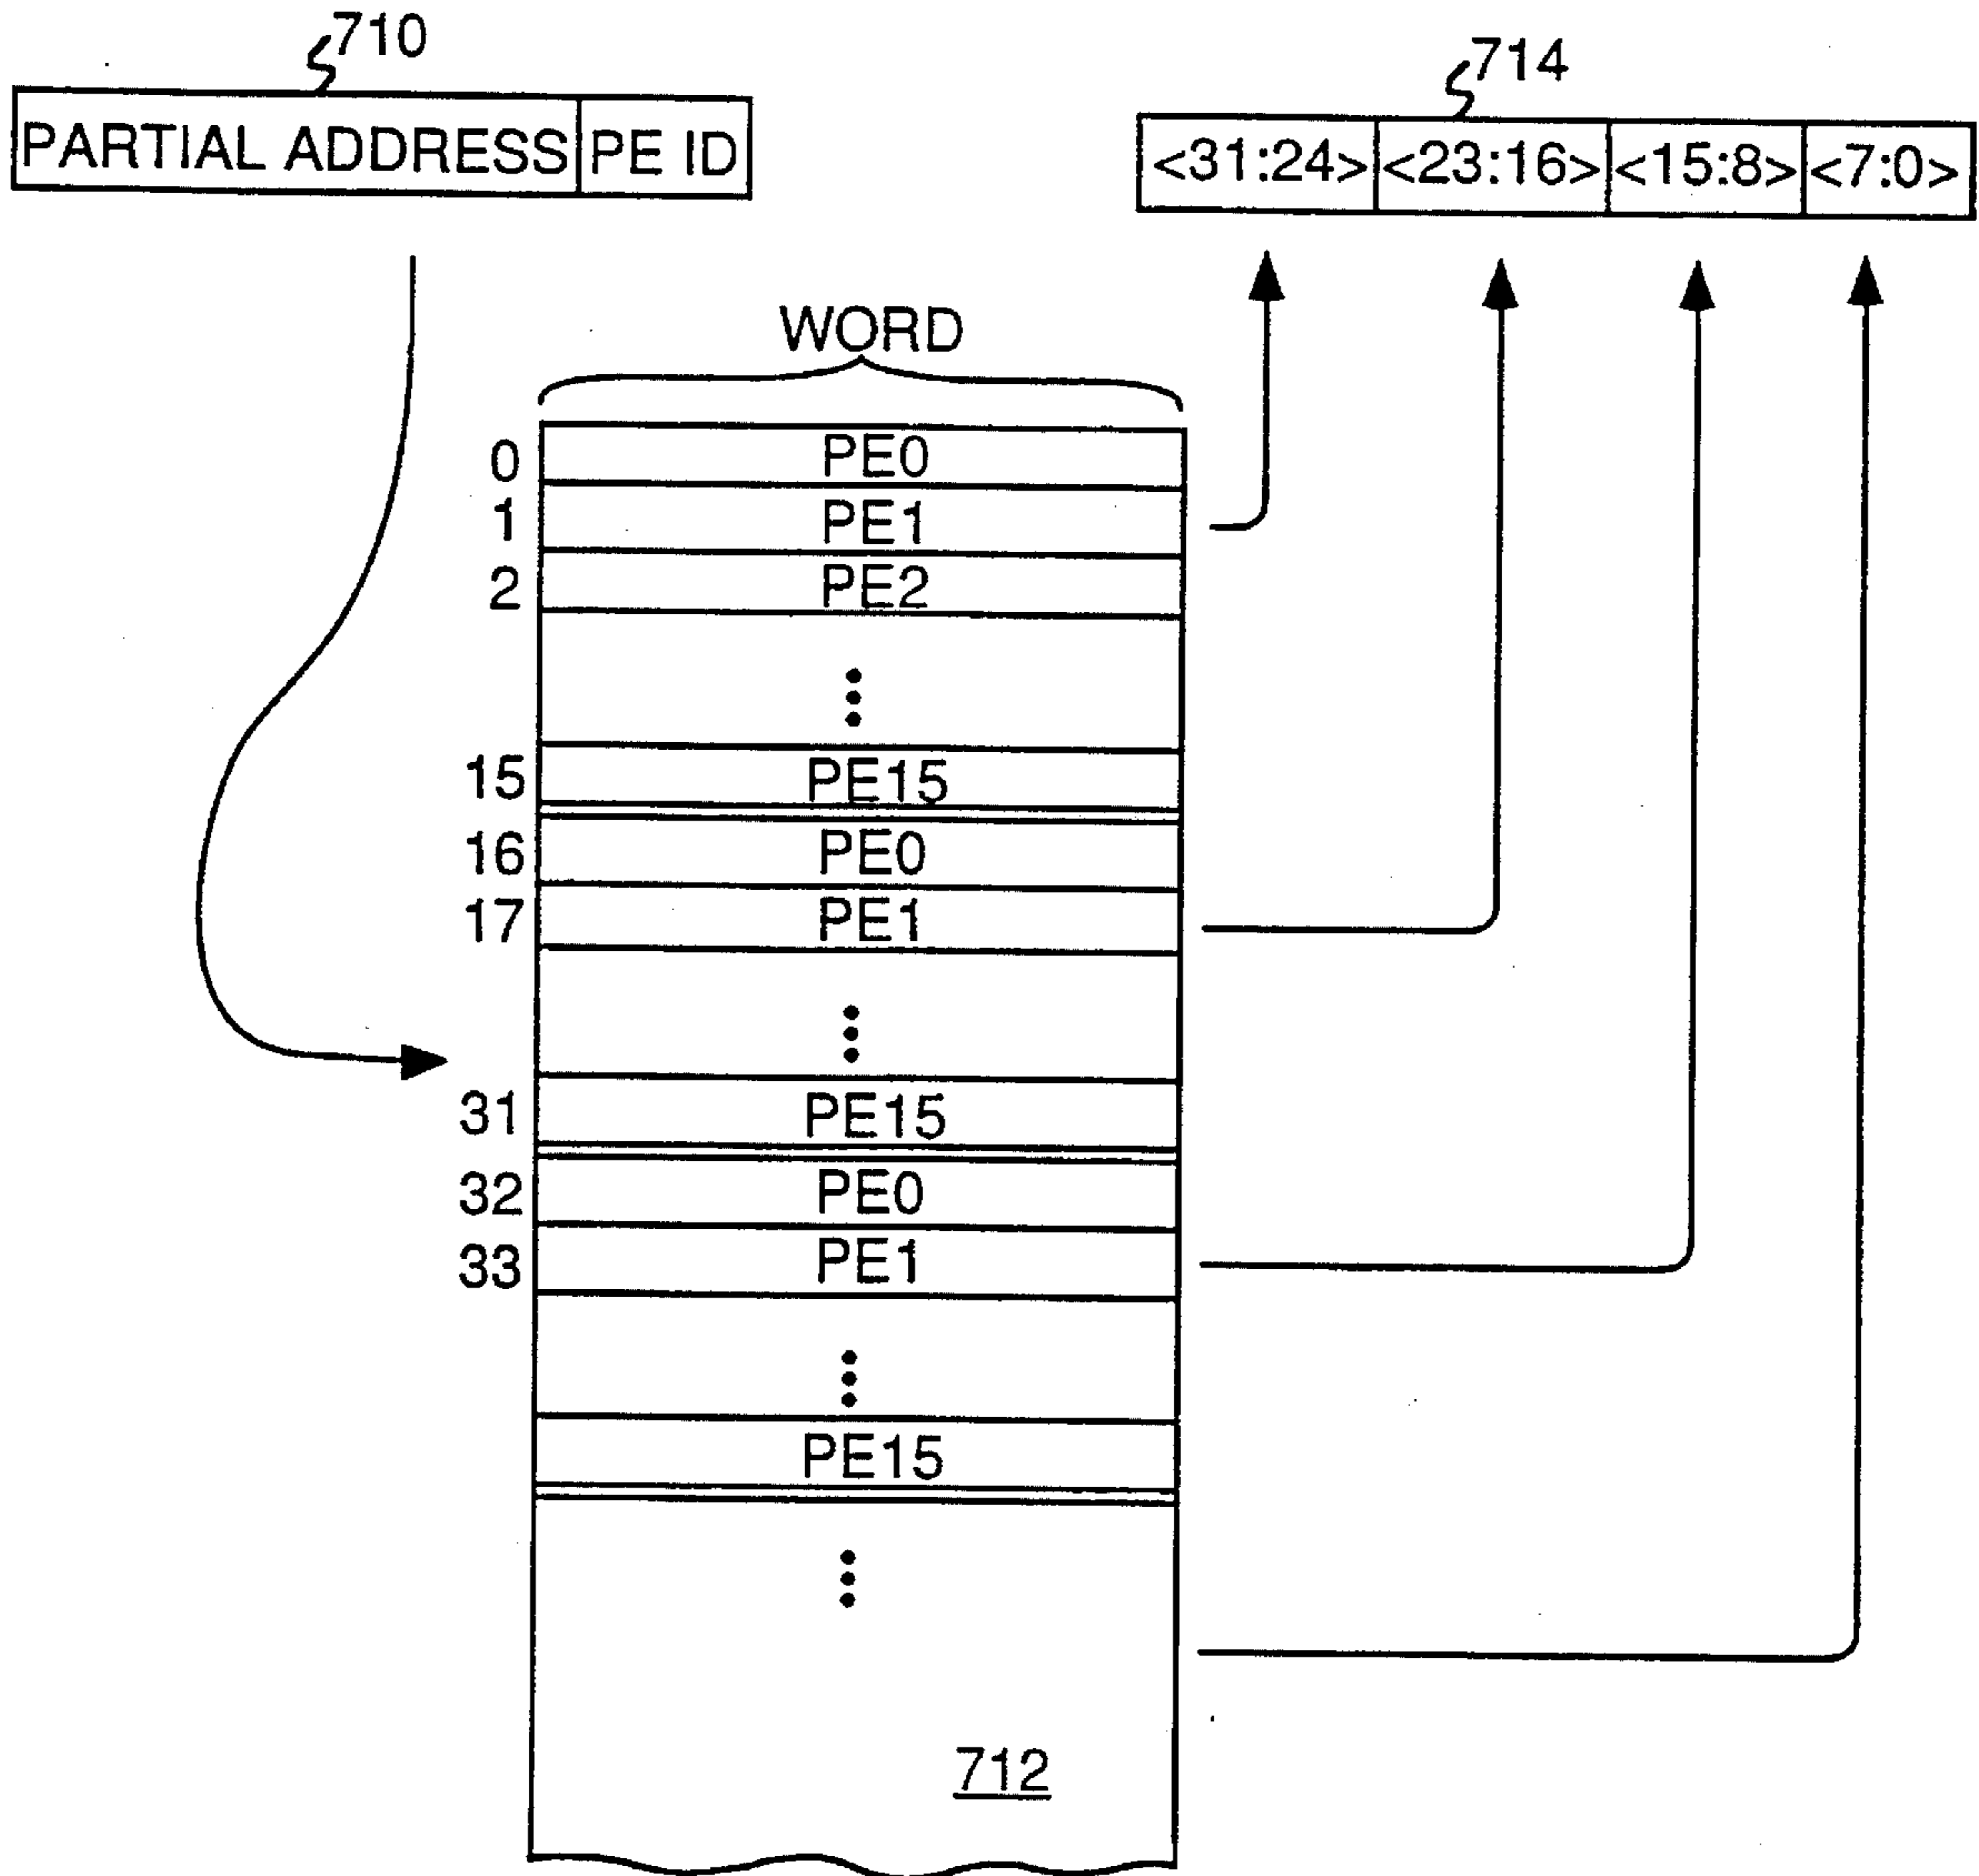 710
PARTIAL ADDRESS PE ID
714
<31:24> <23:16> <15:8> <7:0>
WORD
0 PE0
1 PE1
2 PE2
15 PE15
16 PE0
17 PE1
31 PE15
32 PE0
33 PE1
PE15
712